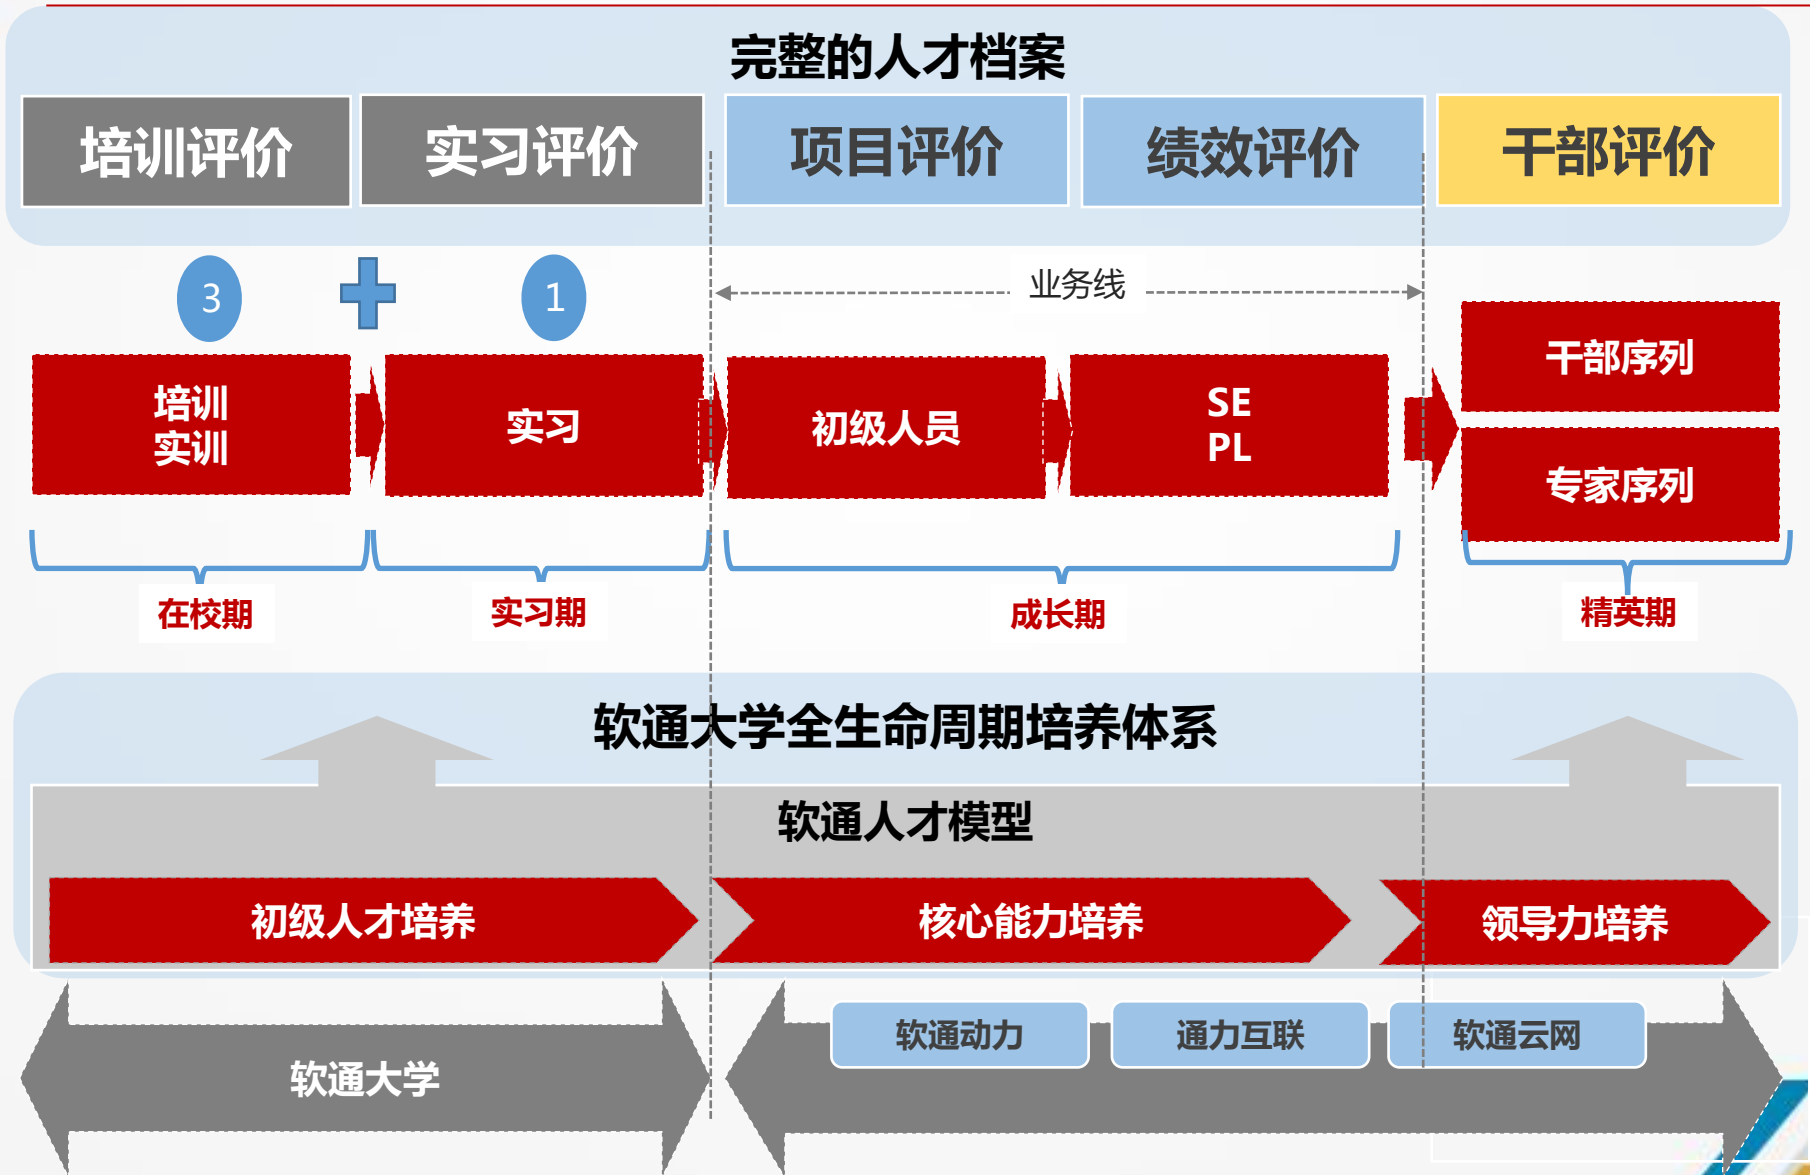 完整的人才档案
培训评价
实习评价
项目评价
绩效评价
干部评价
3
1
业务线
培训
实训
实习
初级人员
SE
PL
干部序列
专家序列
在校期
实习期
成长期
精英期
软通大学全生命周期培养体系
软通人才模型
初级人才培养
核心能力培养
领导力培养
软通大学
软通动力
通力互联
软通云网